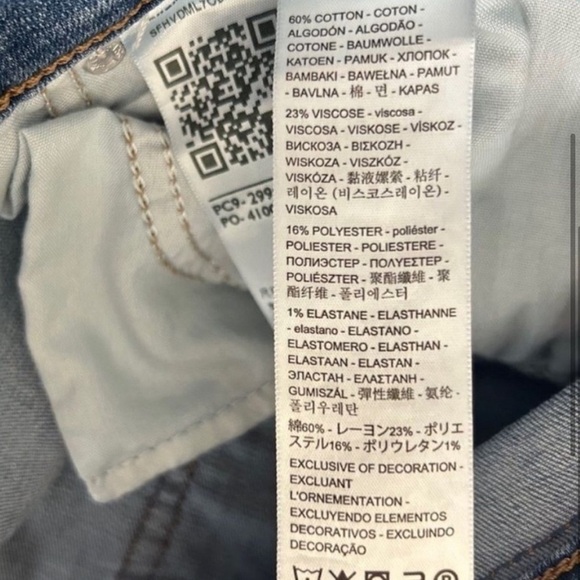 PC9-299
PO-4100
60% COTTON - COTON -
ALGODÓN - ALGODÃO -
COTONE - BAUMWOLLE -
KATOEN - PAMUK - ХЛОПОК -
BAMBAKI - BAWEŁNA - PAMUT
- BAVLNA - 棉 - 면 - KAPAS
23% VISCOSE - viscosa -
VISCOSA - VISKOSE - VÍSKOZ -
ВИСКОЗА - ΒΙΣΚΟΖΗ -
WISKOZA - VISZKÓZ -
VISKÓZA - 黏液嫘縈 - 粘纤 -
레이온 (비스코스레이온) -
VISKOSA
16% POLYESTER - poliéster -
POLIESTER - POLIESTERE -
ПОЛИЭСТЕР - ΠΟΛΥΕΣΤΕΡ -
POLIÉSZTER - 聚酯纖維 - 聚
酯纤维 - 폴리에스터
1% ELASTANE - ELASTHANNE
- elastano - ELASTANO -
ELASTOMERO - ELASTHAN -
ELASTAAN - ELASTAN -
ЭЛАСТАН - ΕΛΑΣΤΑΝΗ -
GUMISZÁL - 彈性纖維 - 氨纶 -
폴리우레탄
綿60% - レーヨン23% - ポリエ
ステル16% - ポリウレタン1%
EXCLUSIVE OF DECORATION -
EXCLUANT
L'ORNEMENTATION -
EXCLUYENDO ELEMENTOS
DECORATIVOS - EXCLUINDO
DECORAÇÃO